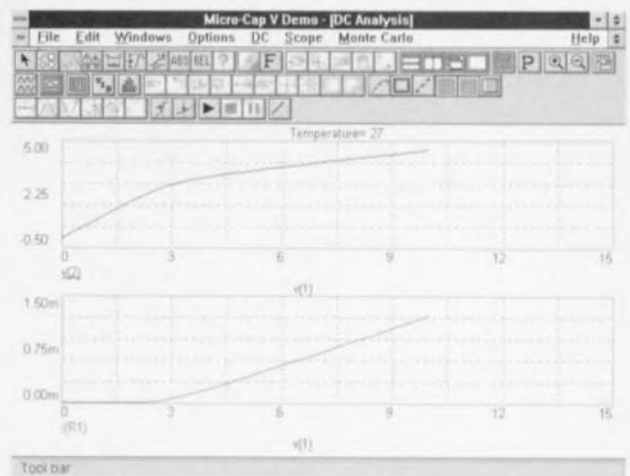 Micro-Cap V Demo - [DC Analysis]
File Edit Windows Options DC Scope Monte Carlo Help
ABS REL ? F P
Temperature= 27
5.00
2.25
-0.50
0 3 6 9 12 15
v(2)
v(1)
1.50m
0.75m
0.00m
0 3 6 9 12 15
i(R1)
v(1)
Tool bar